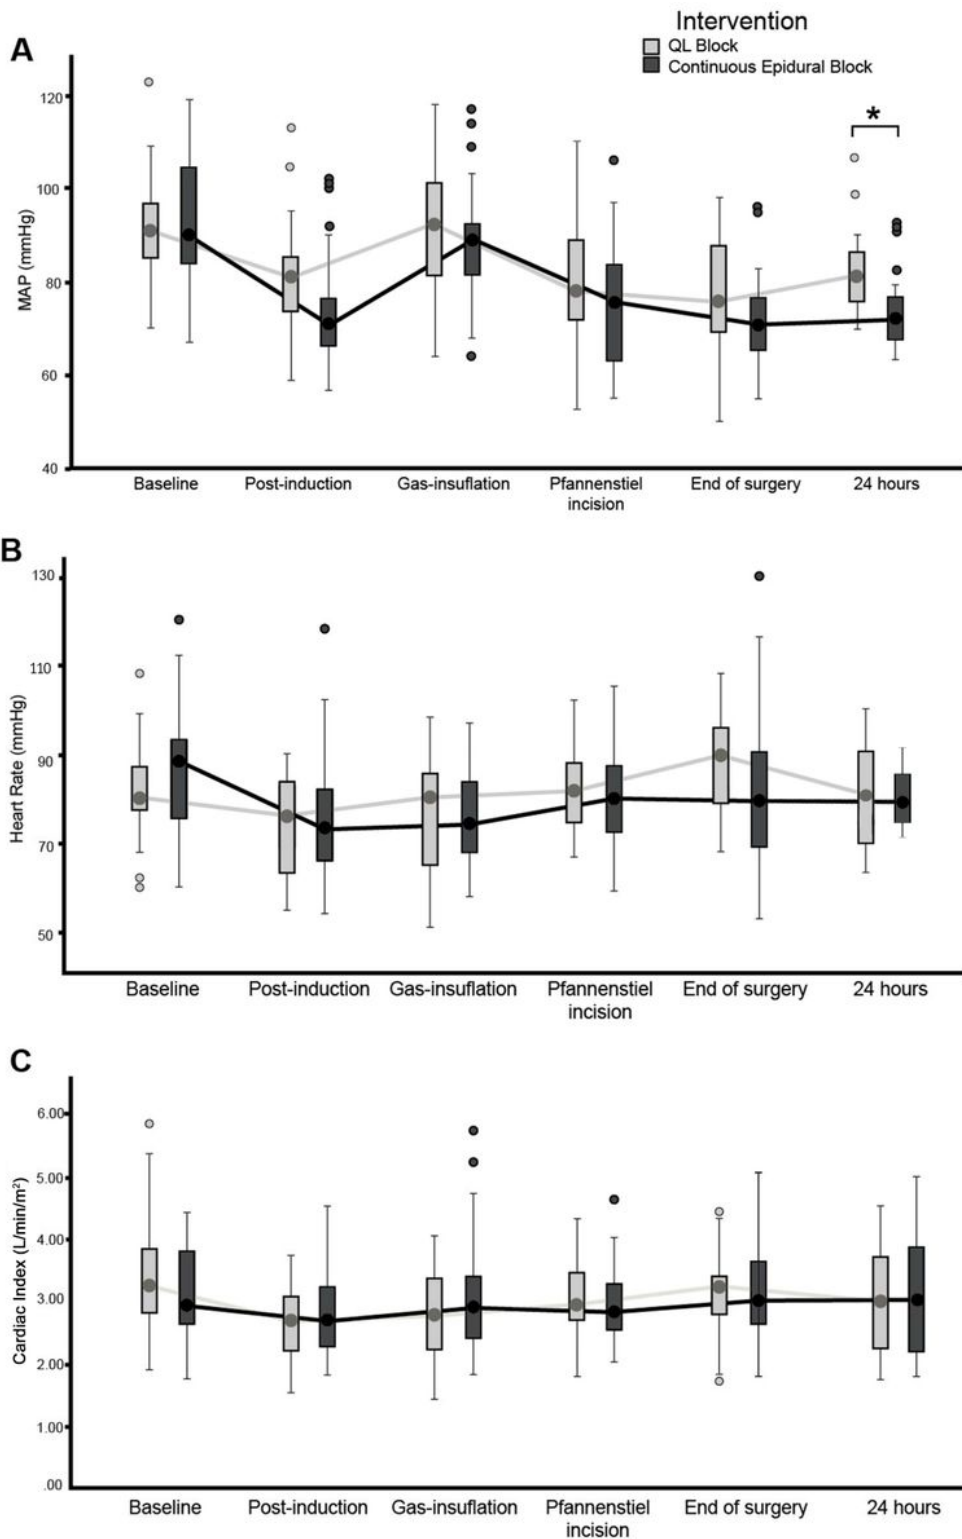 Intervention
A
QL Block
Continuous Epidural Block
120
*
100
MAP (mmHg)
80
60
40
Baseline Post-induction Gas-insuflation Pfannenstiel incision End of surgery 24 hours
B
130
110
Heart Rate (mmHg)
90
70
50
Baseline Post-induction Gas-insuflation Pfannenstiel incision End of surgery 24 hours
C
6.00
5.00
Cardiac Index (L/min/m²)
4.00
3.00
2.00
1.00
.00
Baseline Post-induction Gas-insuflation Pfannenstiel incision End of surgery 24 hours